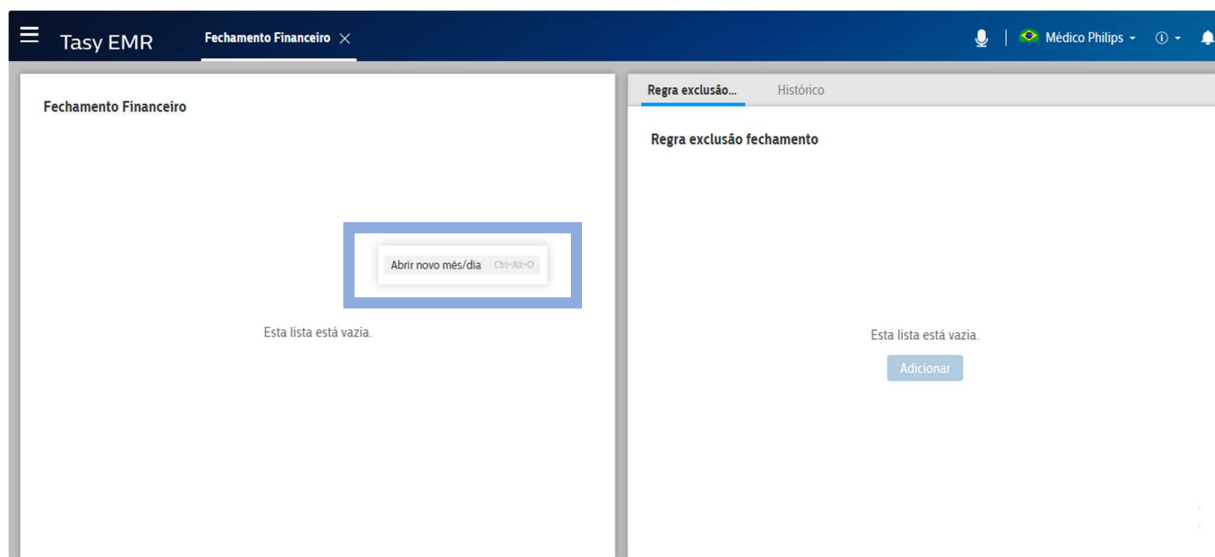 Tasy EMR
Fechamento Financeiro
Médico Philips
Fechamento Financeiro
Abrir novo mês/dia Ctrl+Alt+O
Esta lista está vazia.
Regra exclusão... Histórico
Regra exclusão fechamento
Esta lista está vazia.
Adicionar